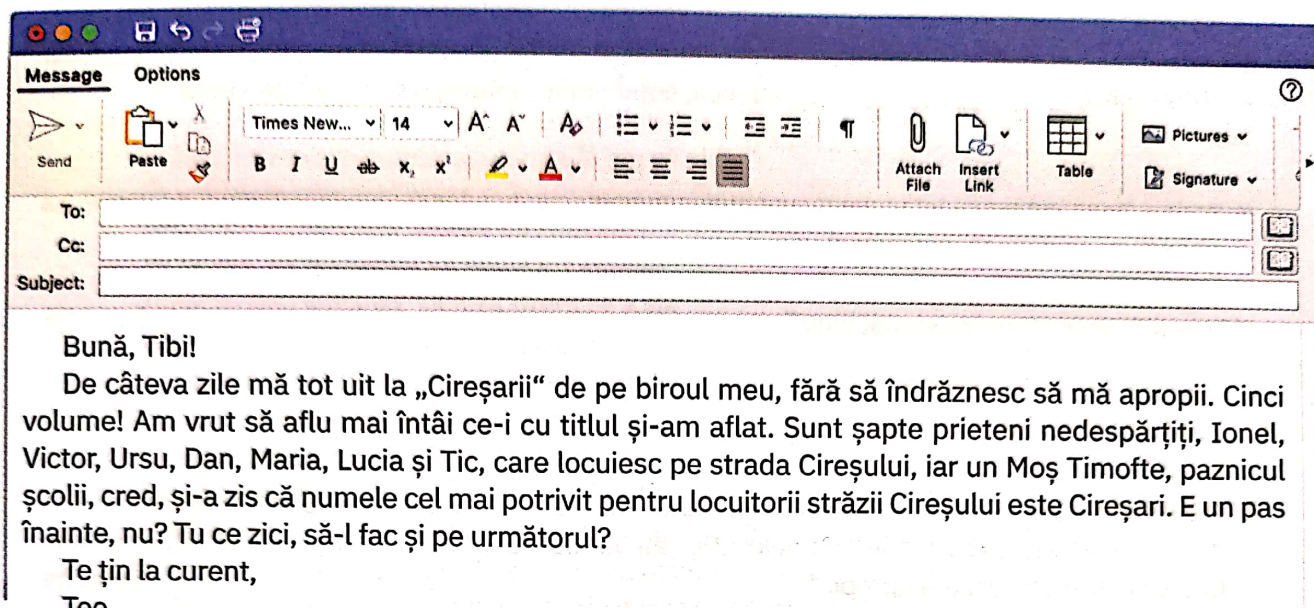 Message Options
Send
Paste
Times New... 14 A^ A˅ A
B I U ab x, x'
A
¶
Attach File
Insert Link
Table
Pictures
Signature
To:
Cc:
Subject:
Bună, Tibi!
De câteva zile mă tot uit la „Cireșarii“ de pe biroul meu, fără să îndrăznesc să mă apropii. Cinci
volume! Am vrut să aflu mai întâi ce-i cu titlul și-am aflat. Sunt șapte prieteni nedespărțiți, Ionel,
Victor, Ursu, Dan, Maria, Lucia și Tic, care locuiesc pe strada Cireșului, iar un Moș Timofte, paznicul
școlii, cred, și-a zis că numele cel mai potrivit pentru locuitorii străzii Cireșului este Cireșari. E un pas
înainte, nu? Tu ce zici, să-l fac și pe următorul?
Te țin la curent,